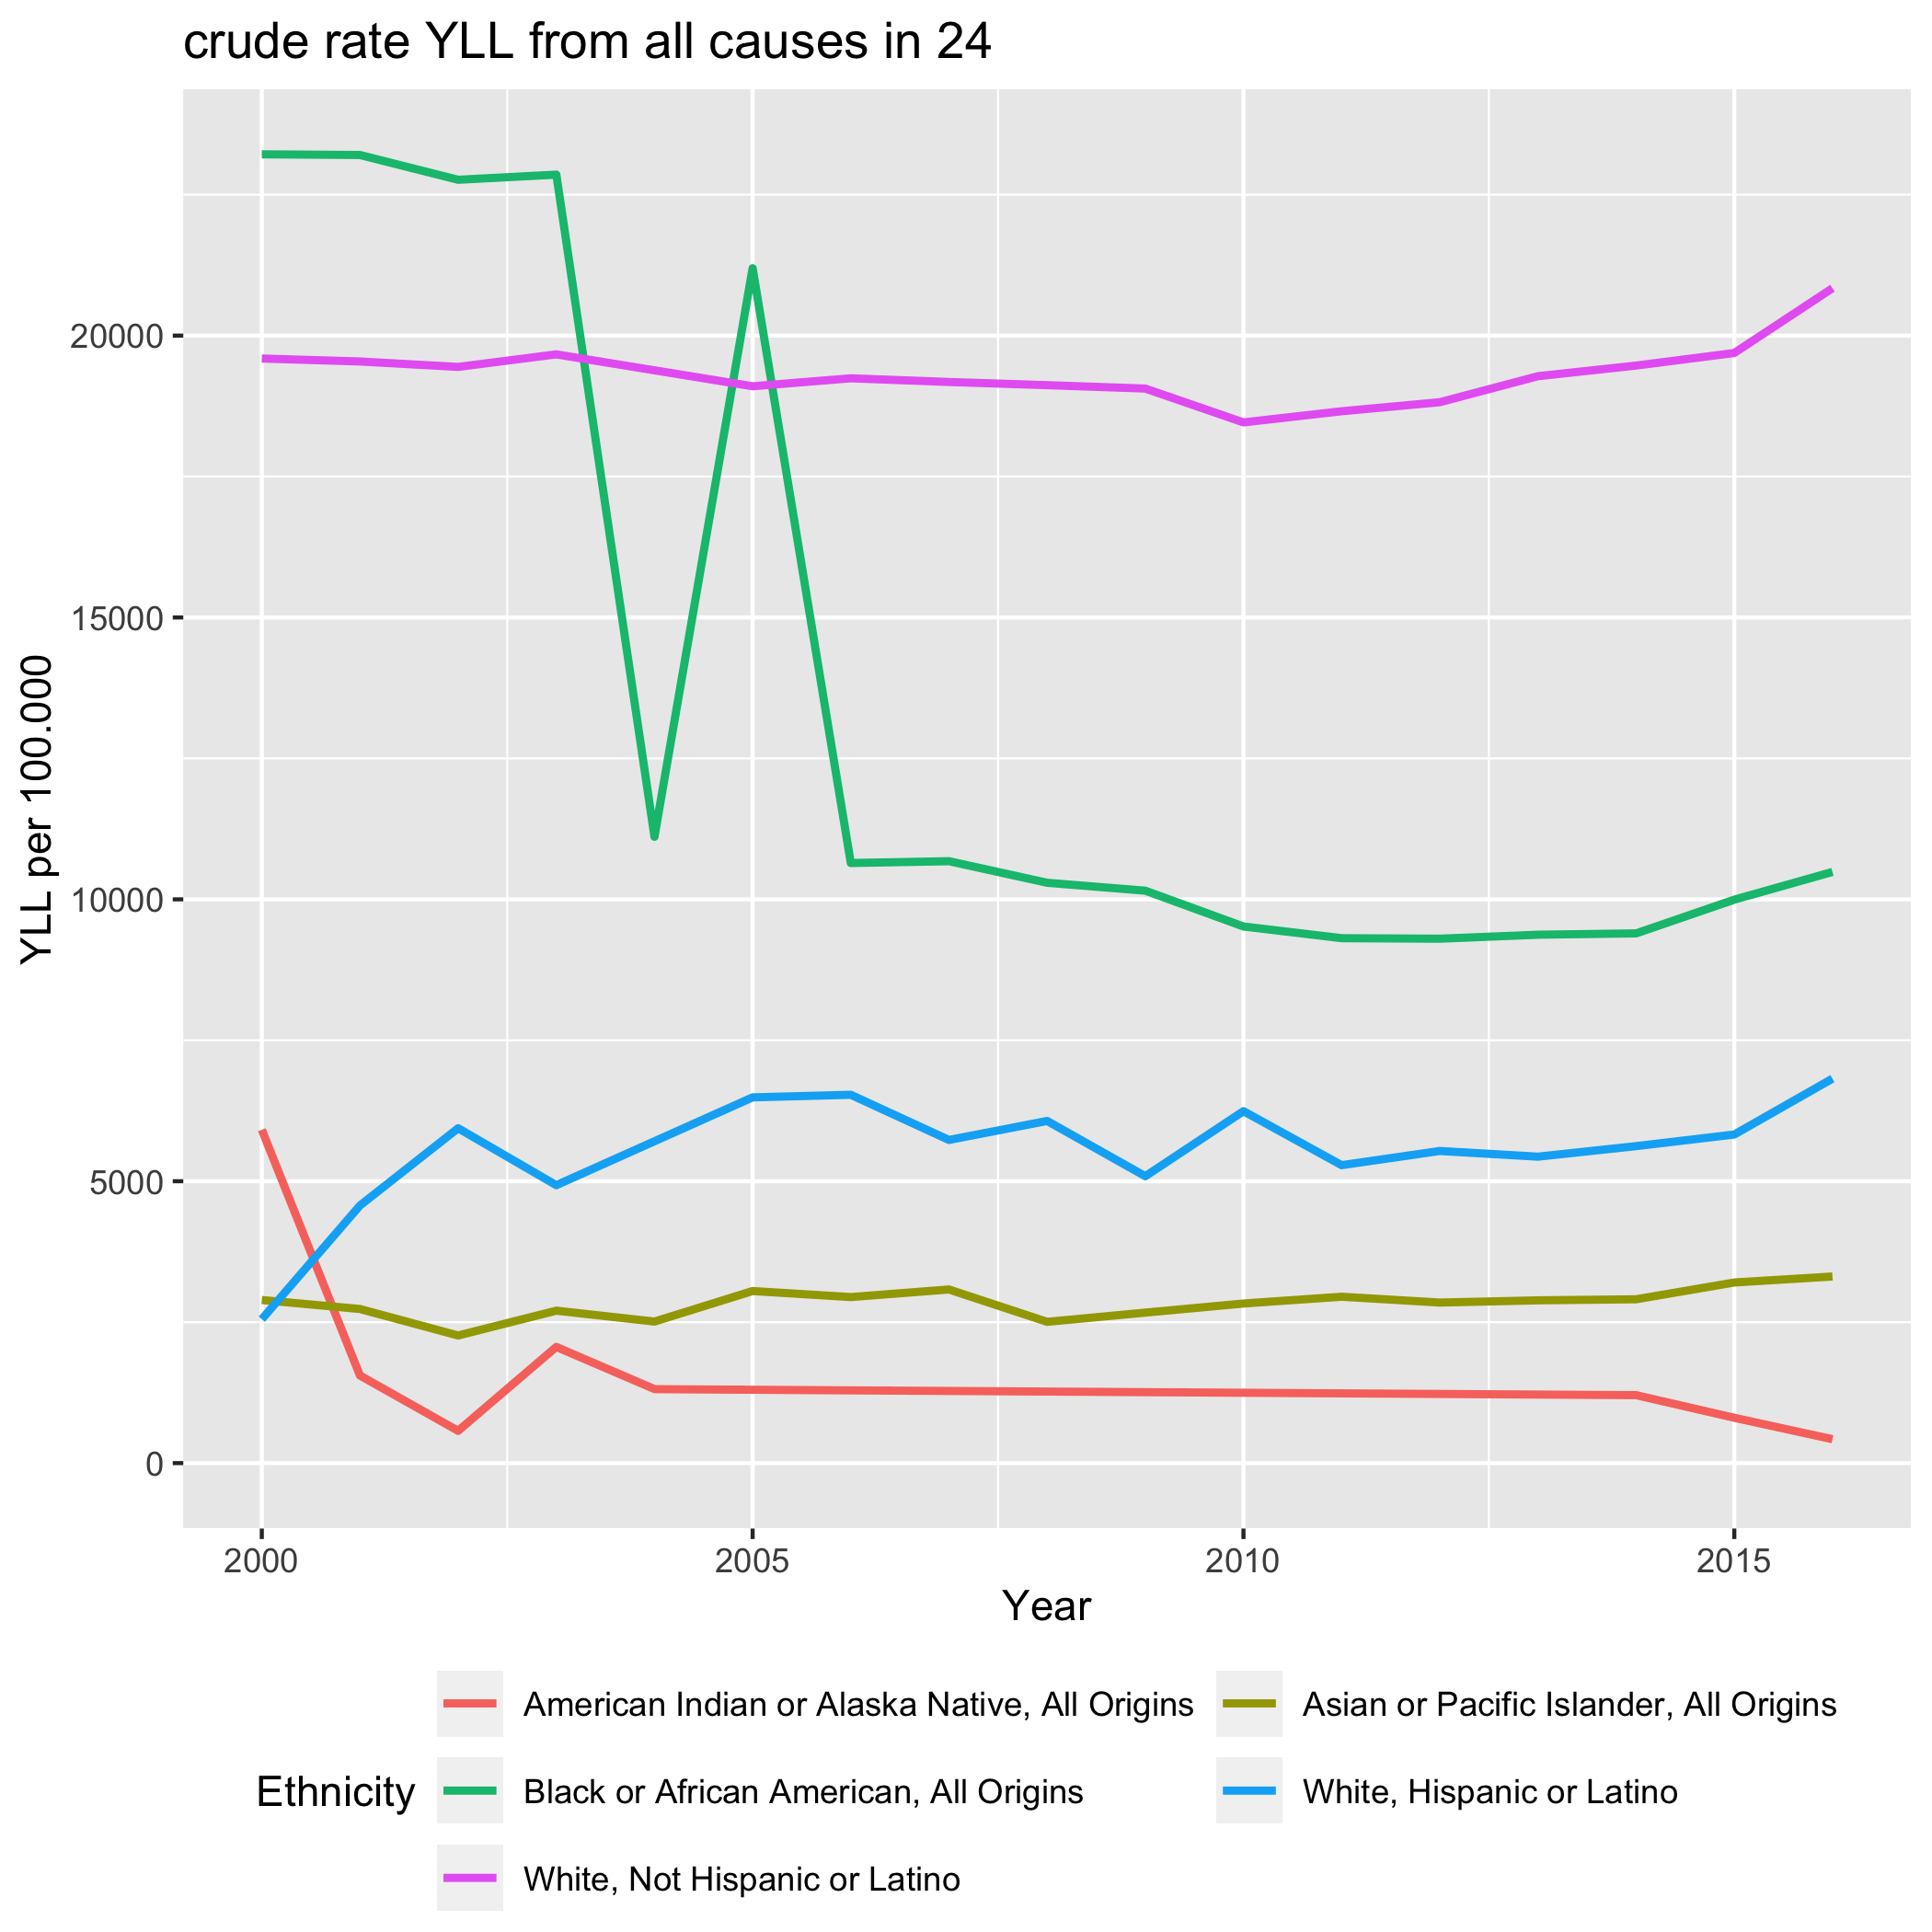 crude rate YLL from all causes in 24
YLL per 100.000
20000
15000
10000
5000
0
2000 2005 2010 2015
Year
Ethnicity
American Indian or Alaska Native, All Origins
Asian or Pacific Islander, All Origins
Black or African American, All Origins
White, Hispanic or Latino
White, Not Hispanic or Latino